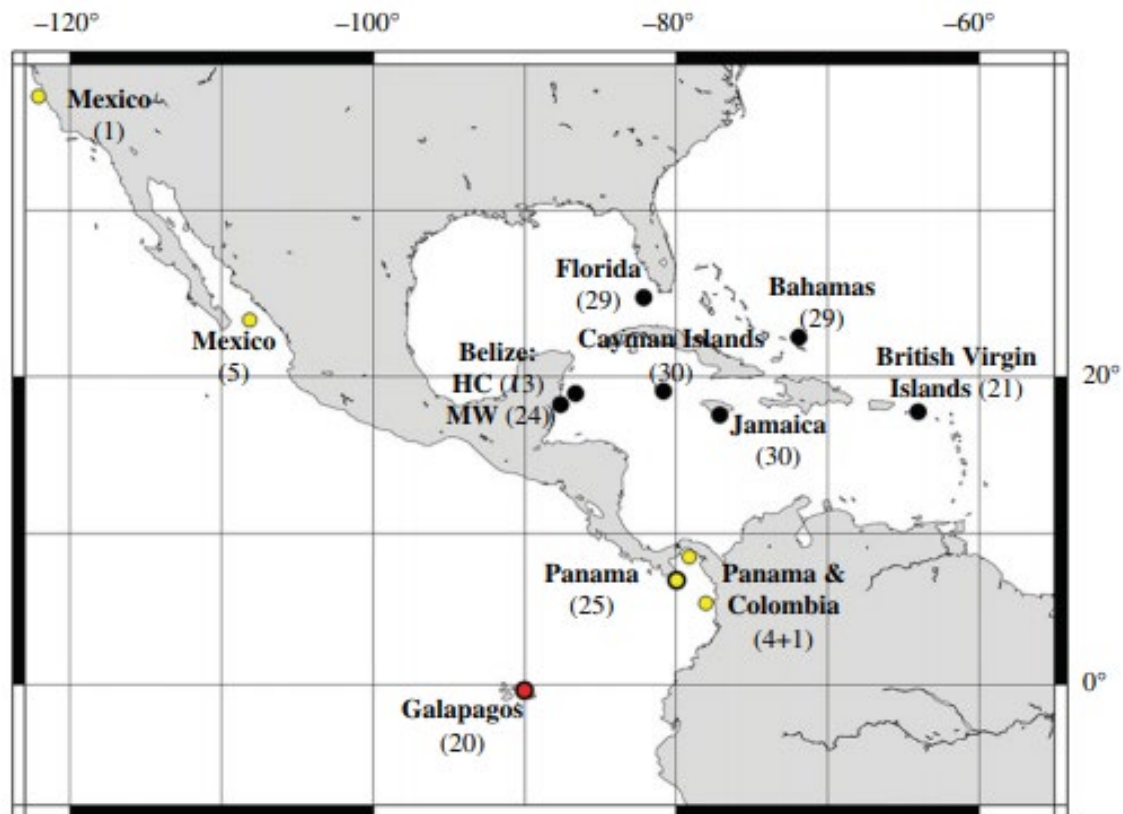 –120° –100° –80° –60°
Mexico
(1)
Florida
(29)
Bahamas
(29)
Mexico
(5)
Cayman Islands
(30)
Belize:
HC (13)
MW (24)
British Virgin
Islands (21)
20°
Jamaica
(30)
Panama
(25)
Panama &
Colombia
(4+1)
0°
Galapagos
(20)